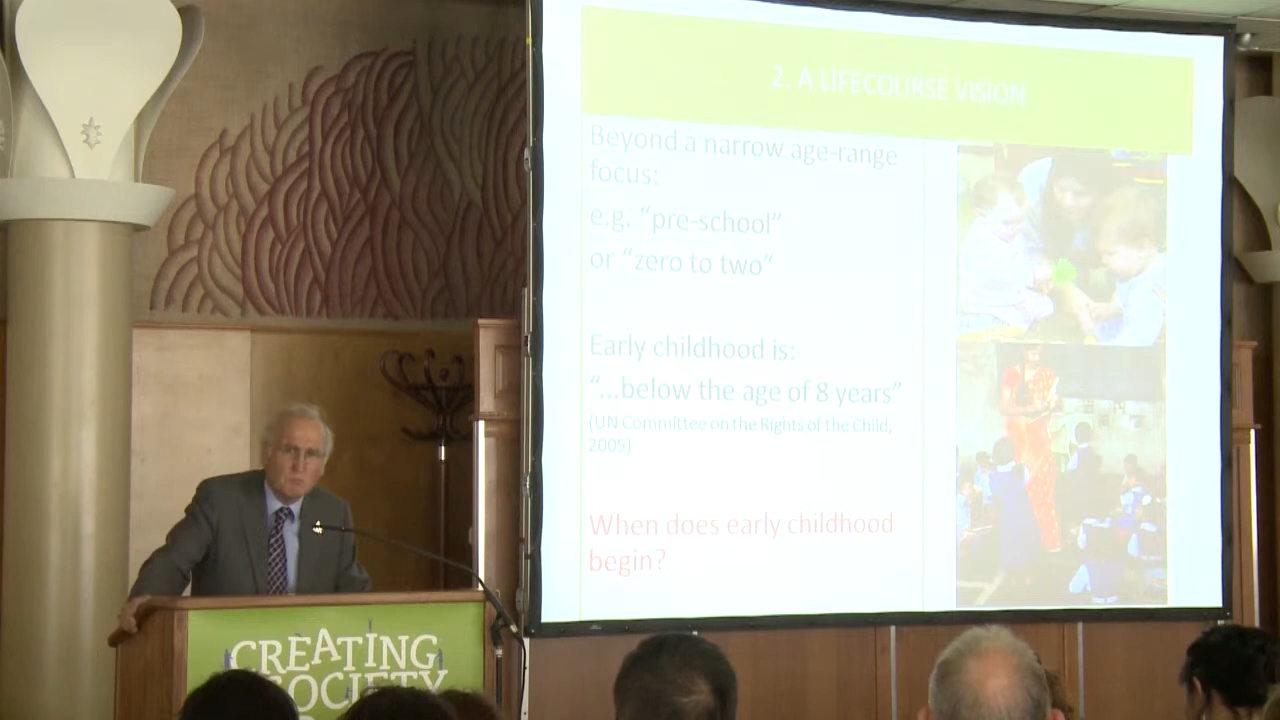 2. A LIFECOURSE VISION
Beyond a narrow age-range
focus:
e.g. "pre-school"
or "zero to two"
Early childhood is:
"...below the age of 8 years"
(UN Committee on the Rights of the Child,
2005)
When does early childhood
begin?
CREATING
SOCIETY